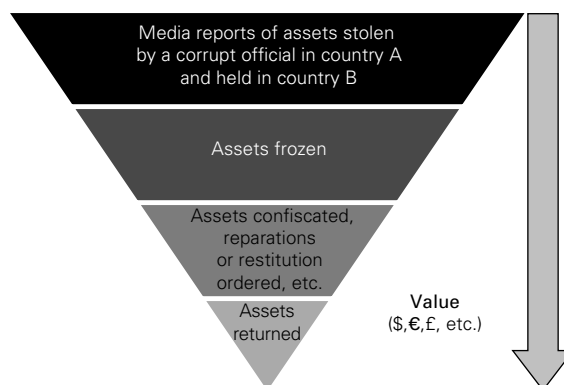 Media reports of assets stolen
by a corrupt official in country A
and held in country B
Assets frozen
Assets confiscated,
reparations
or restitution
ordered, etc.
Assets
returned
Value
($,€,£, etc.)